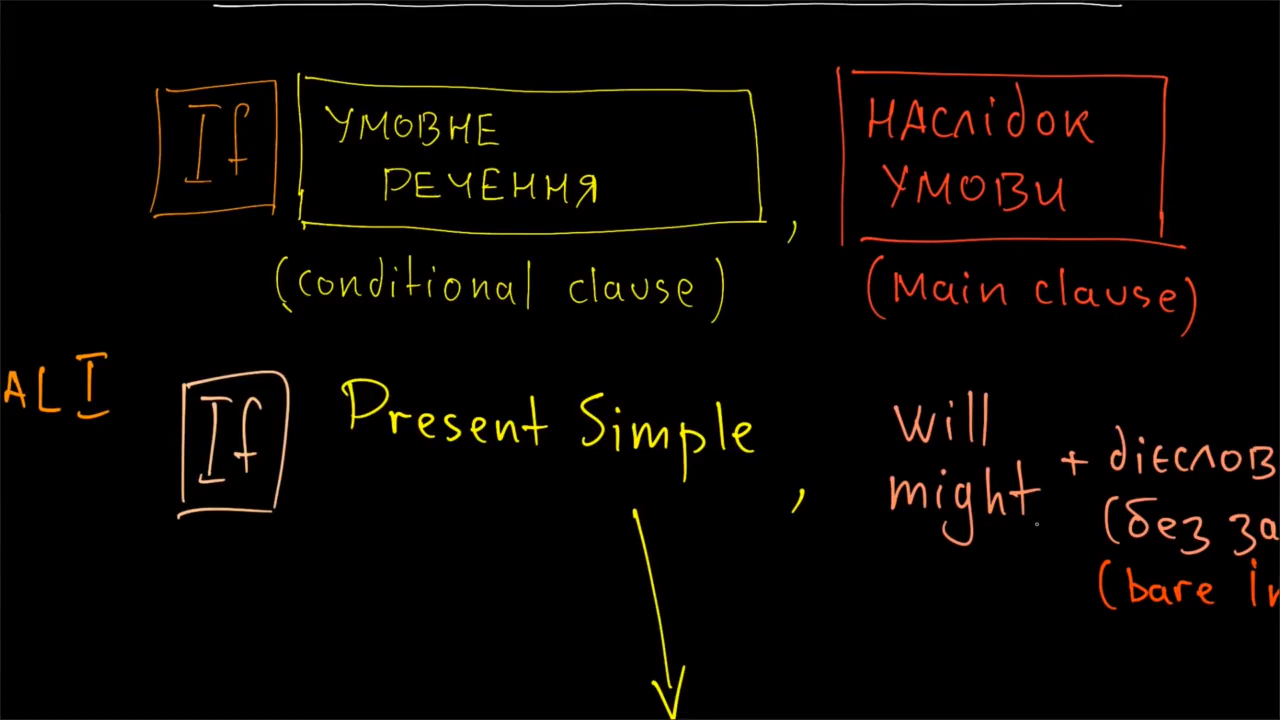 If УМОВНЕ РЕЧЕННЯ , НАСЛІДОК УМОВИ
(conditional clause) (Main clause)
AL I If Present Simple , will might + дієслов
(без за
(bare in